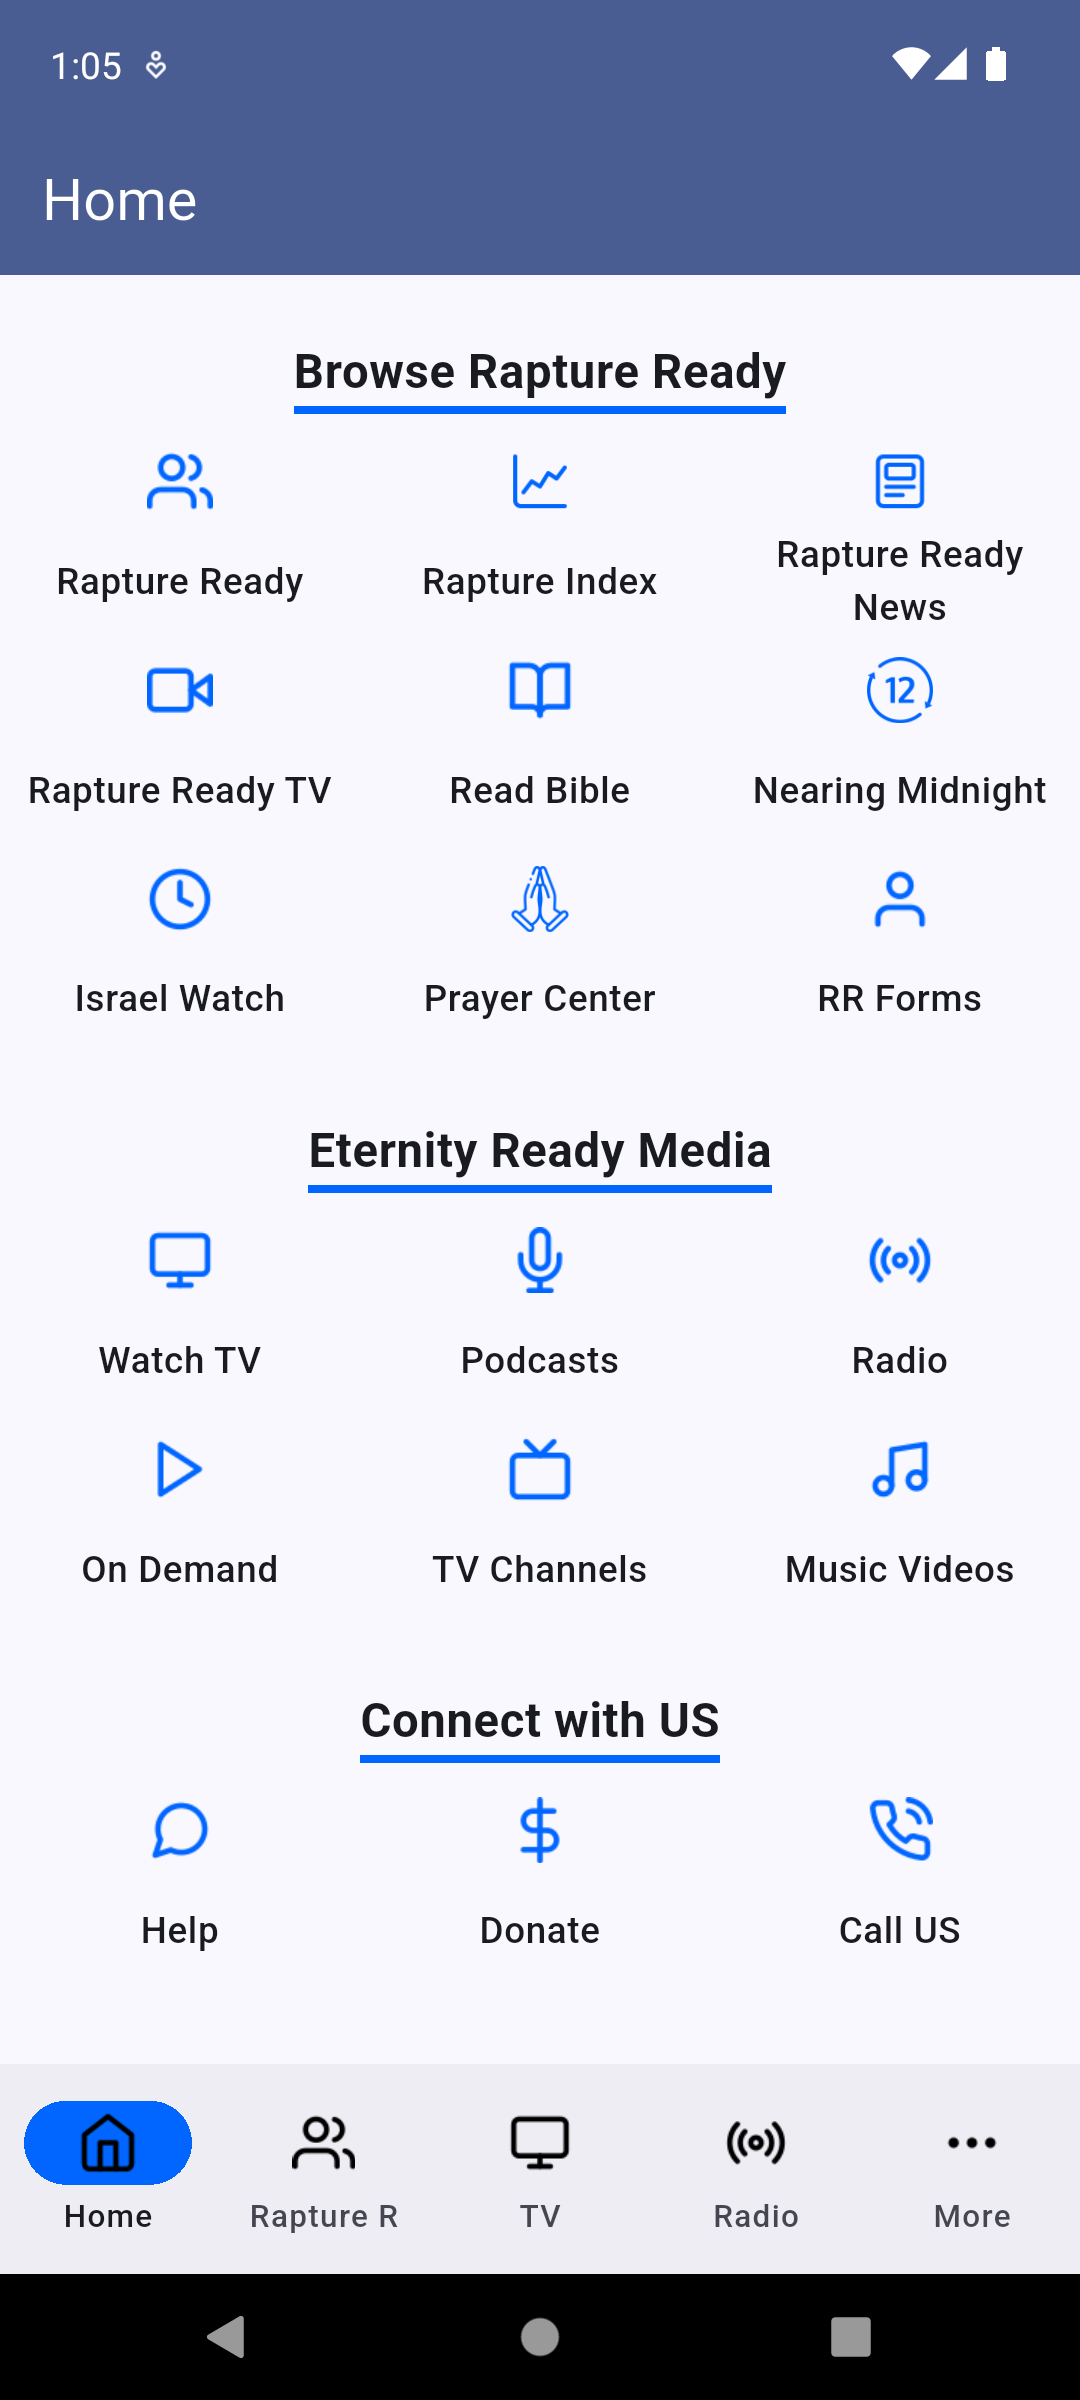 1:05
Home
Browse Rapture Ready
Rapture Ready
Rapture Index
Rapture Ready
News
12
Rapture Ready TV
Read Bible
Nearing Midnight
Israel Watch
Prayer Center
RR Forms
Eternity Ready Media
Watch TV
Podcasts
Radio
On Demand
TV Channels
Music Videos
Connect with US
Help
Donate
Call US
Home
Rapture R
TV
Radio
More